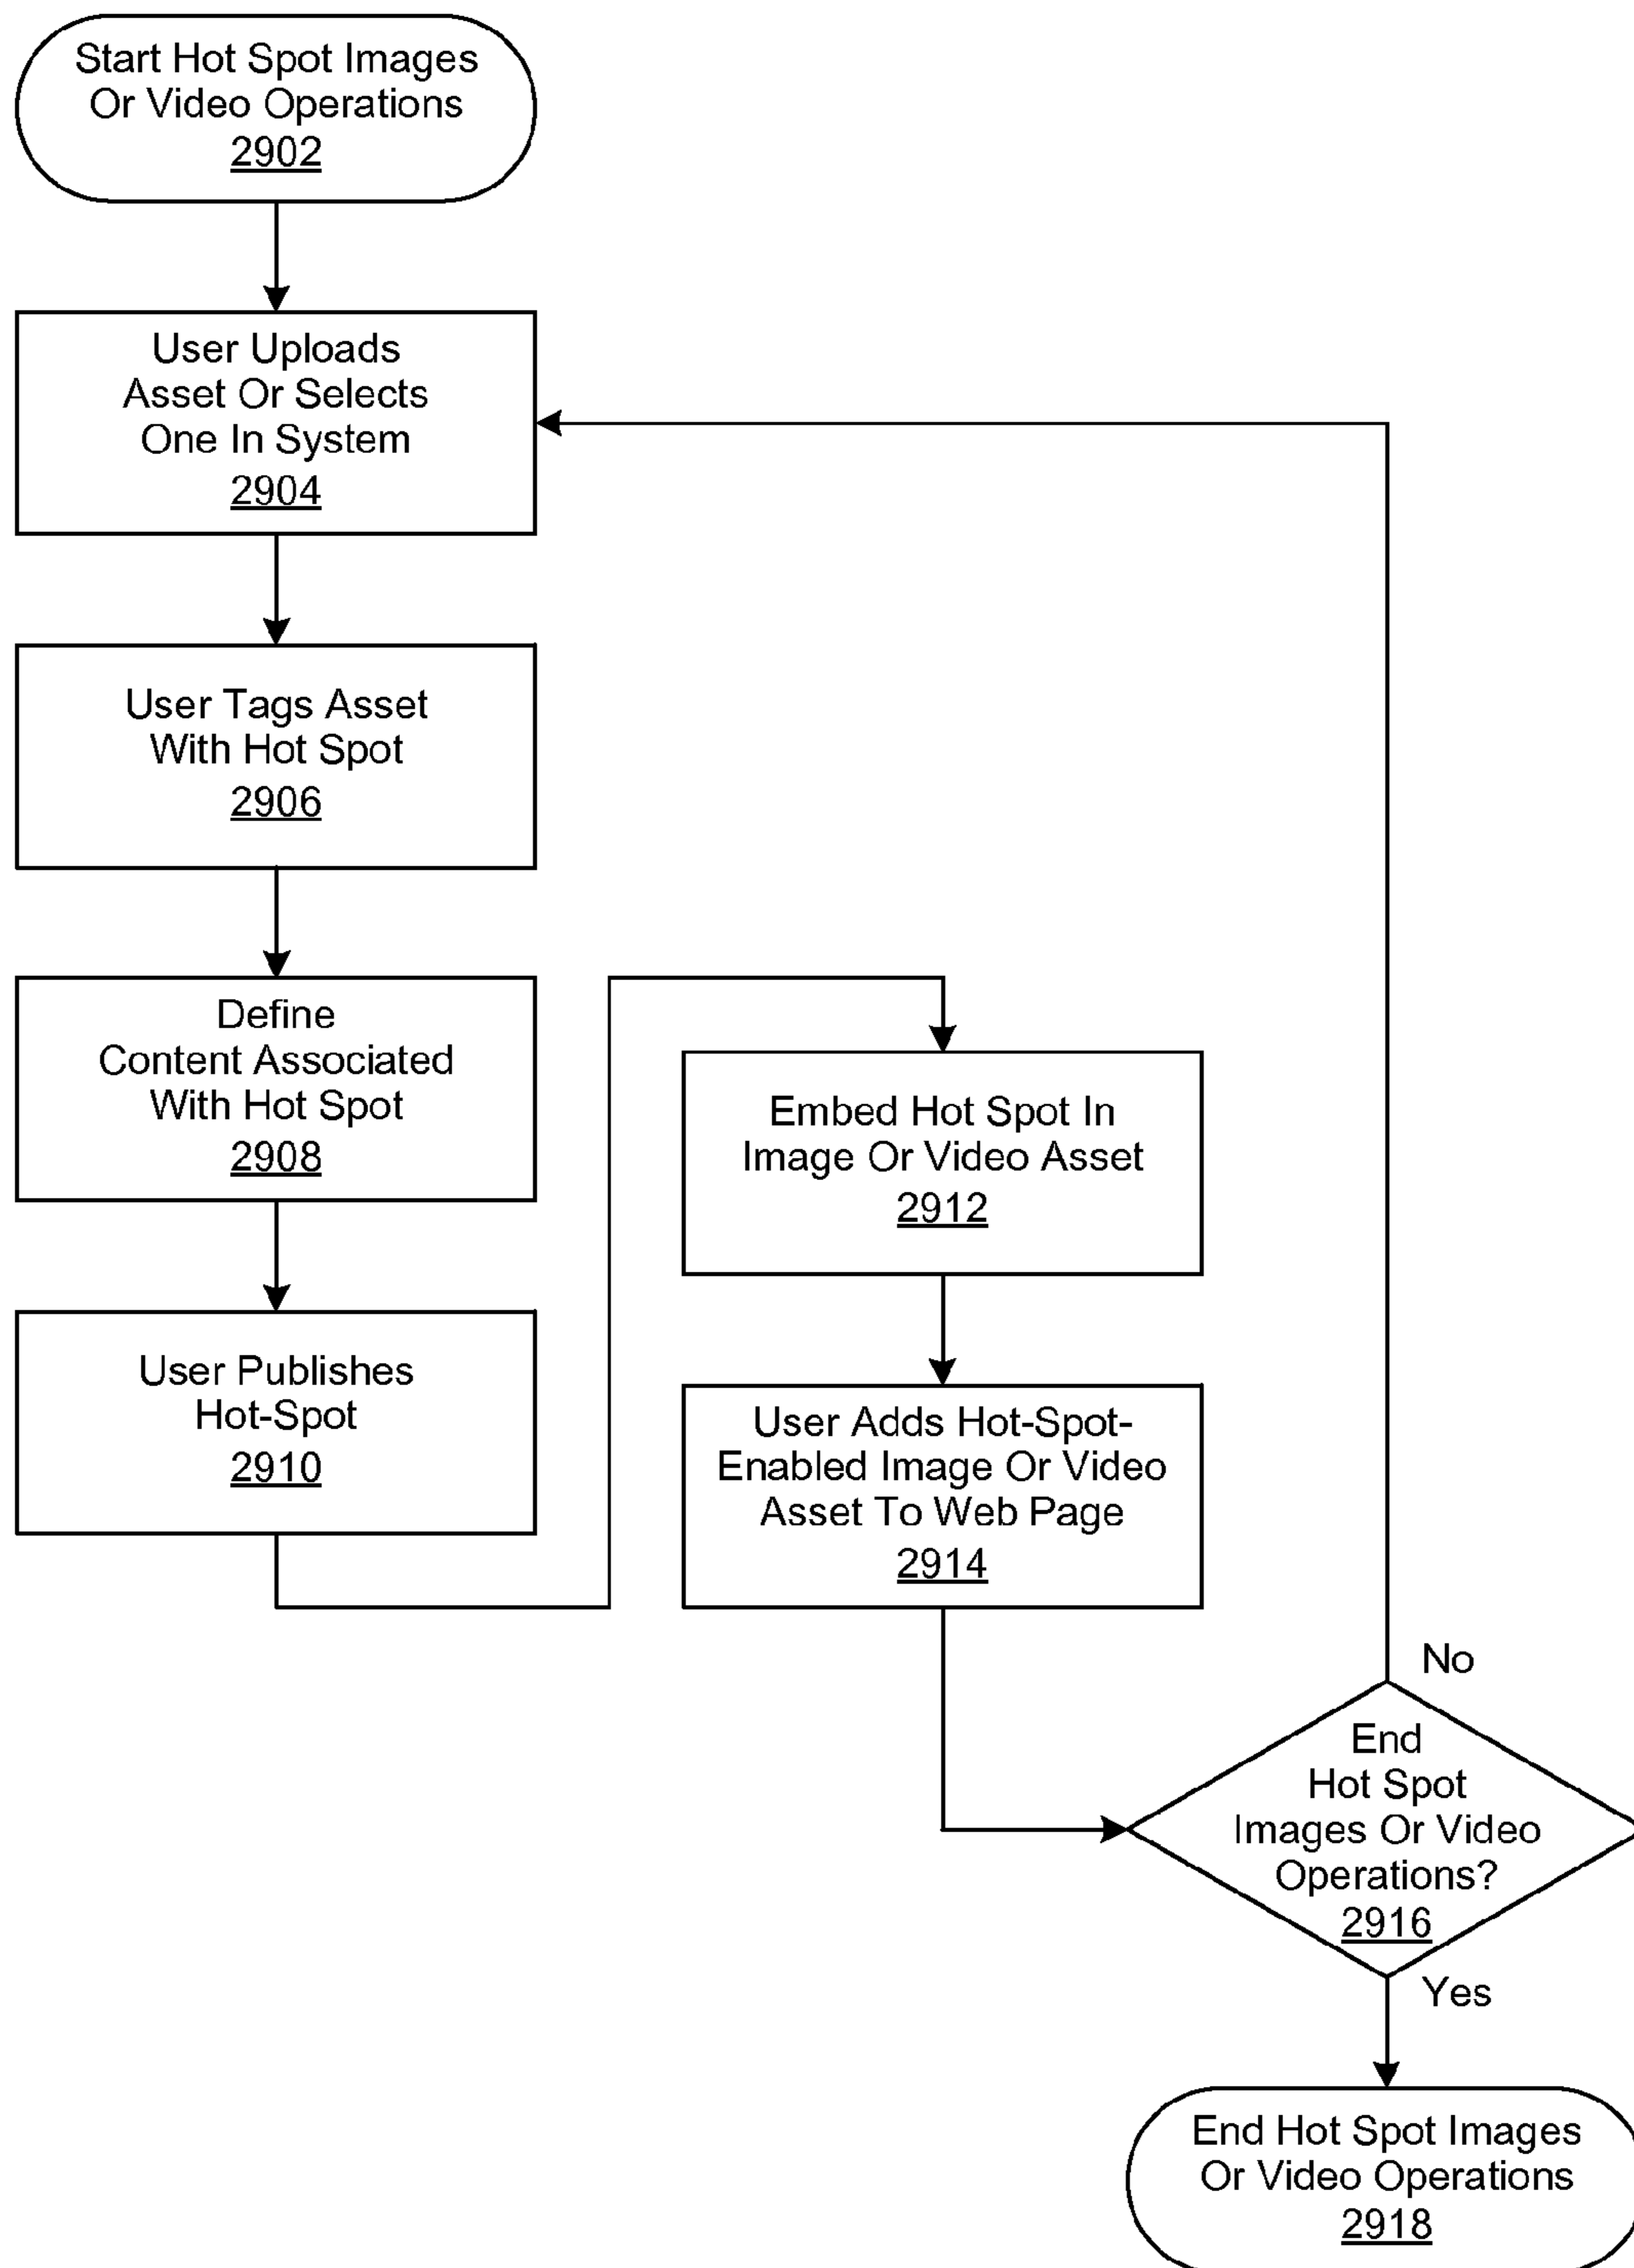 Start Hot Spot Images
Or Video Operations
2902
User Uploads
Asset Or Selects
One In System
2904
User Tags Asset
With Hot Spot
2906
Define
Content Associated
With Hot Spot
2908
User Publishes
Hot-Spot
2910
Embed Hot Spot In
Image Or Video Asset
2912
User Adds Hot-Spot-
Enabled Image Or Video
Asset To Web Page
2914
No
End
Hot Spot
Images Or Video
Operations?
2916
Yes
End Hot Spot Images
Or Video Operations
2918